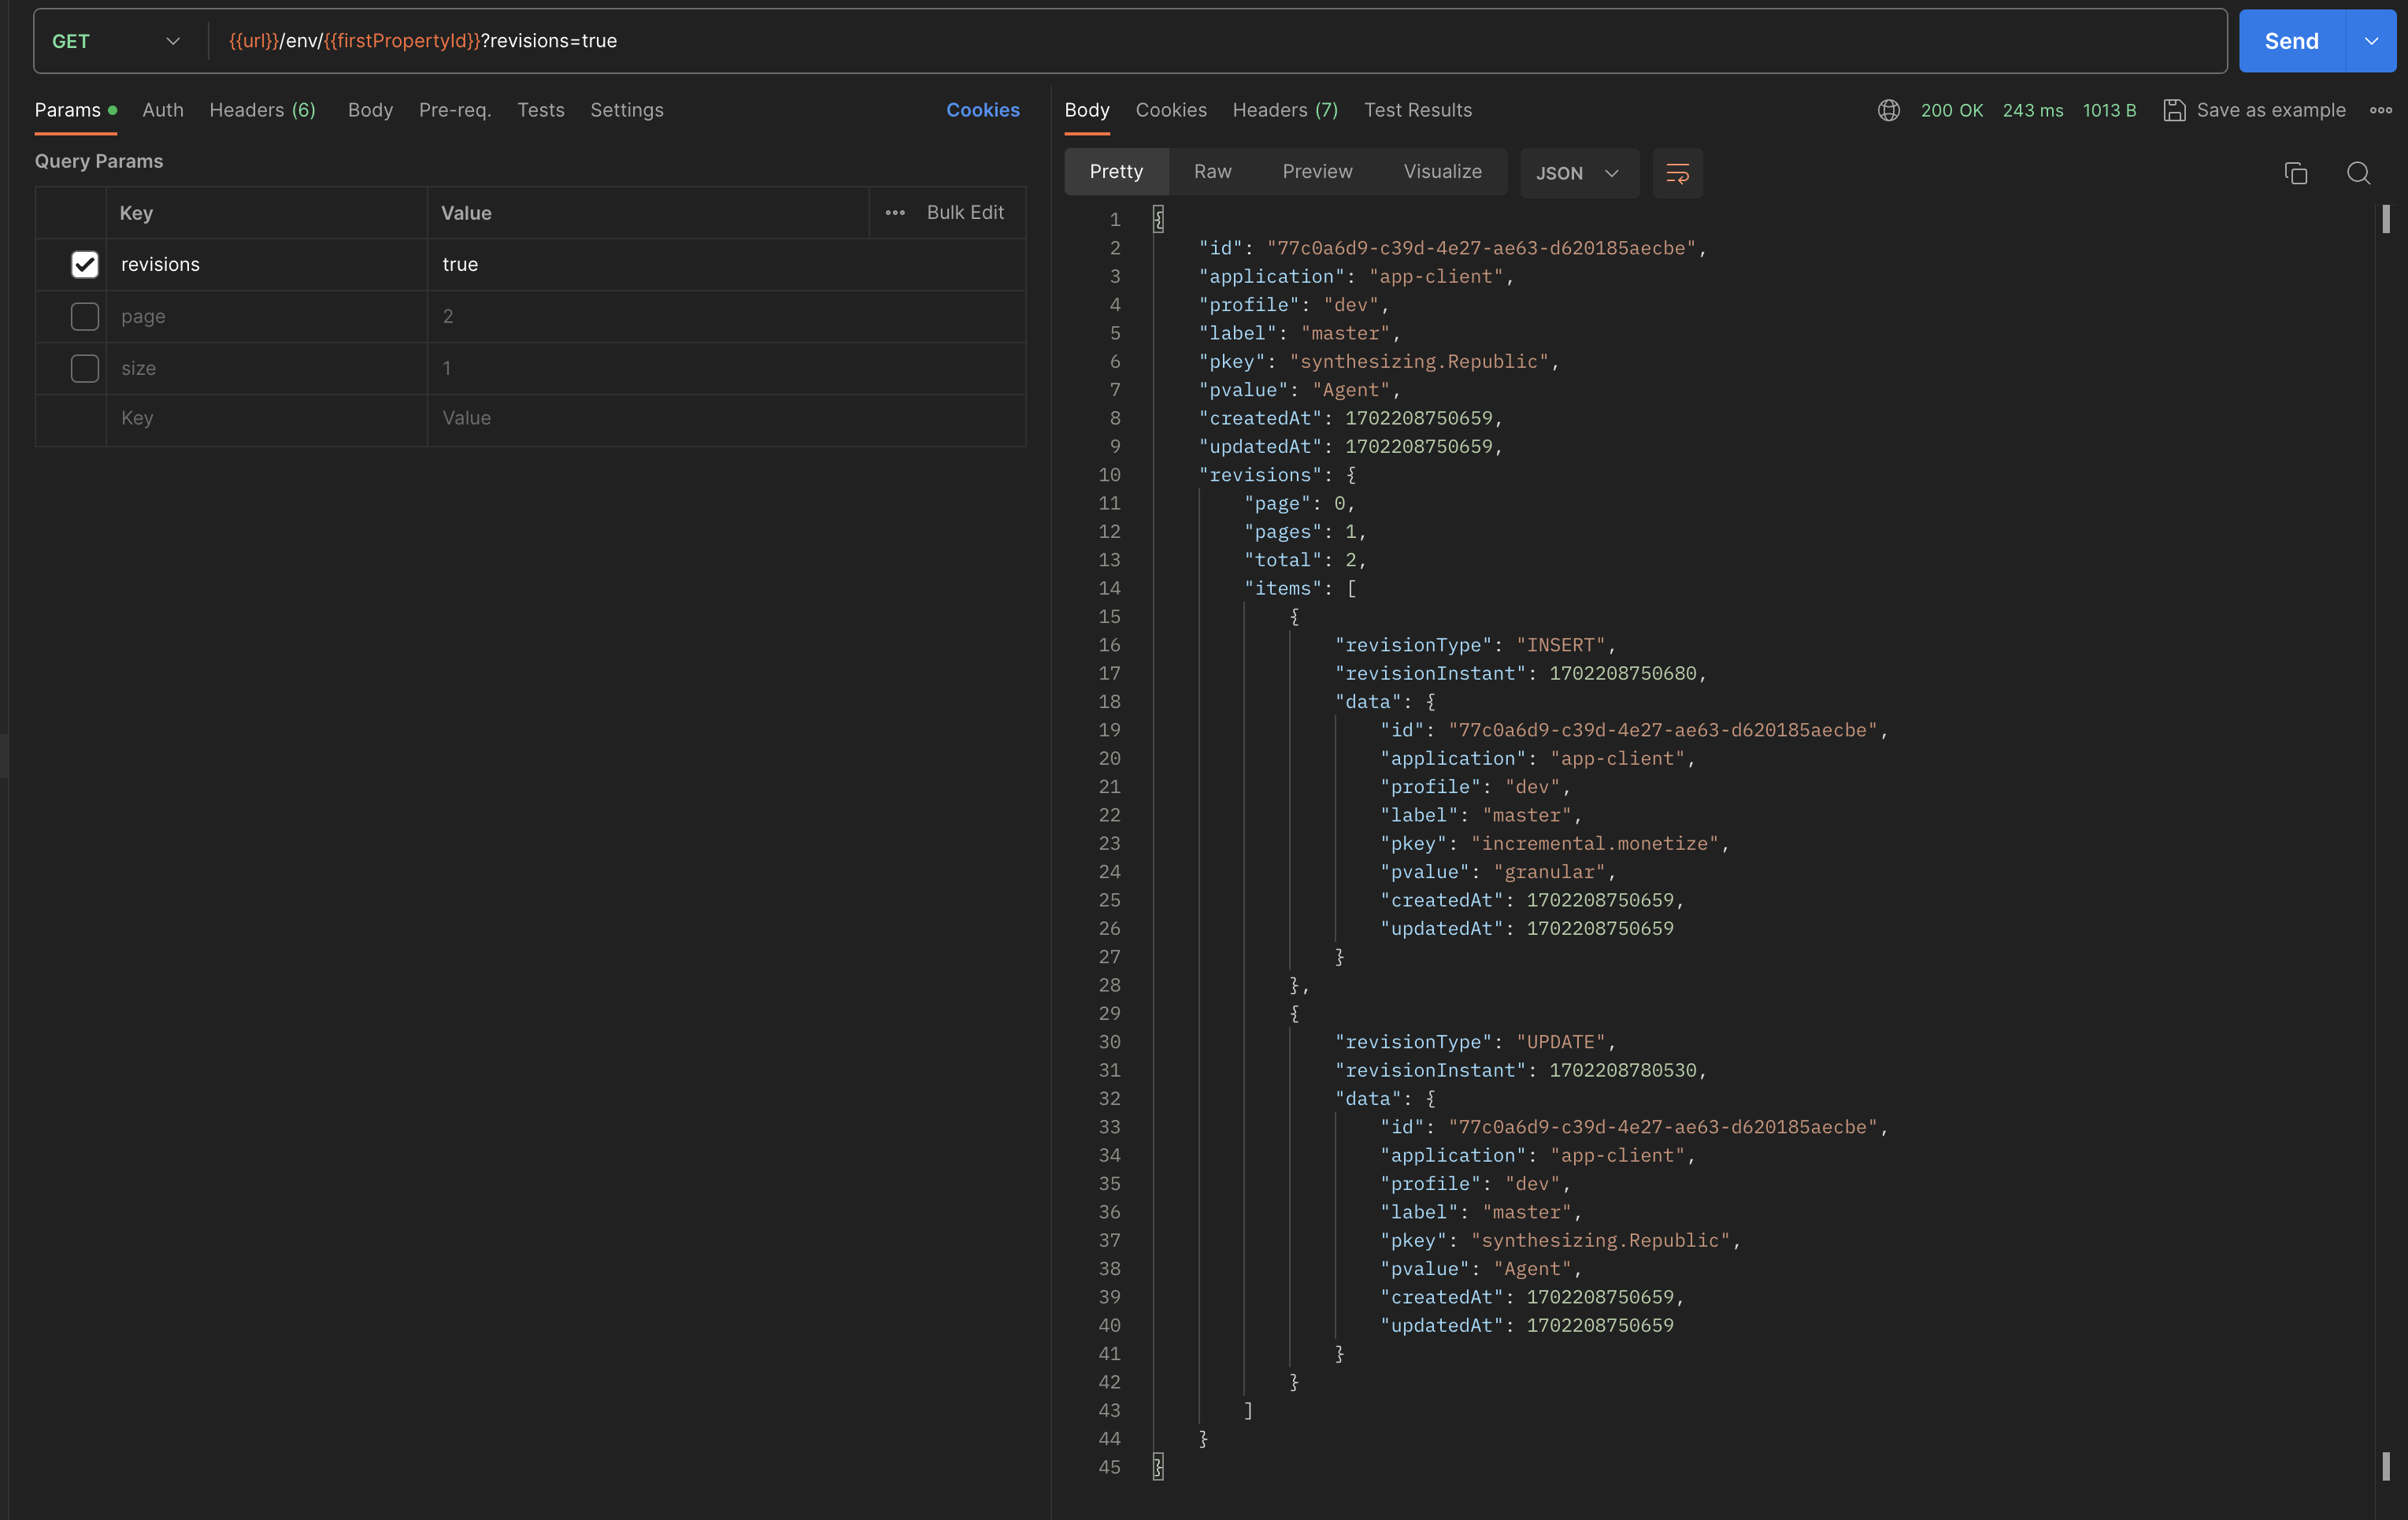 GET {{url}}/env/{{firstPropertyId}}?revisions=true Send
Params Auth Headers (6) Body Pre-req. Tests Settings Cookies
Query Params
Key Value Bulk Edit
revisions true
page 2
size 1
Key Value
Body Cookies Headers (7) Test Results 200 OK 243 ms 1013 B Save as example
Pretty Raw Preview Visualize JSON
1 {
2 "id": "77c0a6d9-c39d-4e27-ae63-d620185aecbe",
3 "application": "app-client",
4 "profile": "dev",
5 "label": "master",
6 "pkey": "synthesizing.Republic",
7 "pvalue": "Agent",
8 "createdAt": 1702208750659,
9 "updatedAt": 1702208750659,
10 "revisions": {
11 "page": 0,
12 "pages": 1,
13 "total": 2,
14 "items": [
15 {
16 "revisionType": "INSERT",
17 "revisionInstant": 1702208750680,
18 "data": {
19 "id": "77c0a6d9-c39d-4e27-ae63-d620185aecbe",
20 "application": "app-client",
21 "profile": "dev",
22 "label": "master",
23 "pkey": "incremental.monetize",
24 "pvalue": "granular",
25 "createdAt": 1702208750659,
26 "updatedAt": 1702208750659
27 }
28 },
29 {
30 "revisionType": "UPDATE",
31 "revisionInstant": 1702208780530,
32 "data": {
33 "id": "77c0a6d9-c39d-4e27-ae63-d620185aecbe",
34 "application": "app-client",
35 "profile": "dev",
36 "label": "master",
37 "pkey": "synthesizing.Republic",
38 "pvalue": "Agent",
39 "createdAt": 1702208750659,
40 "updatedAt": 1702208750659
41 }
42 }
43 ]
44 }
45 }